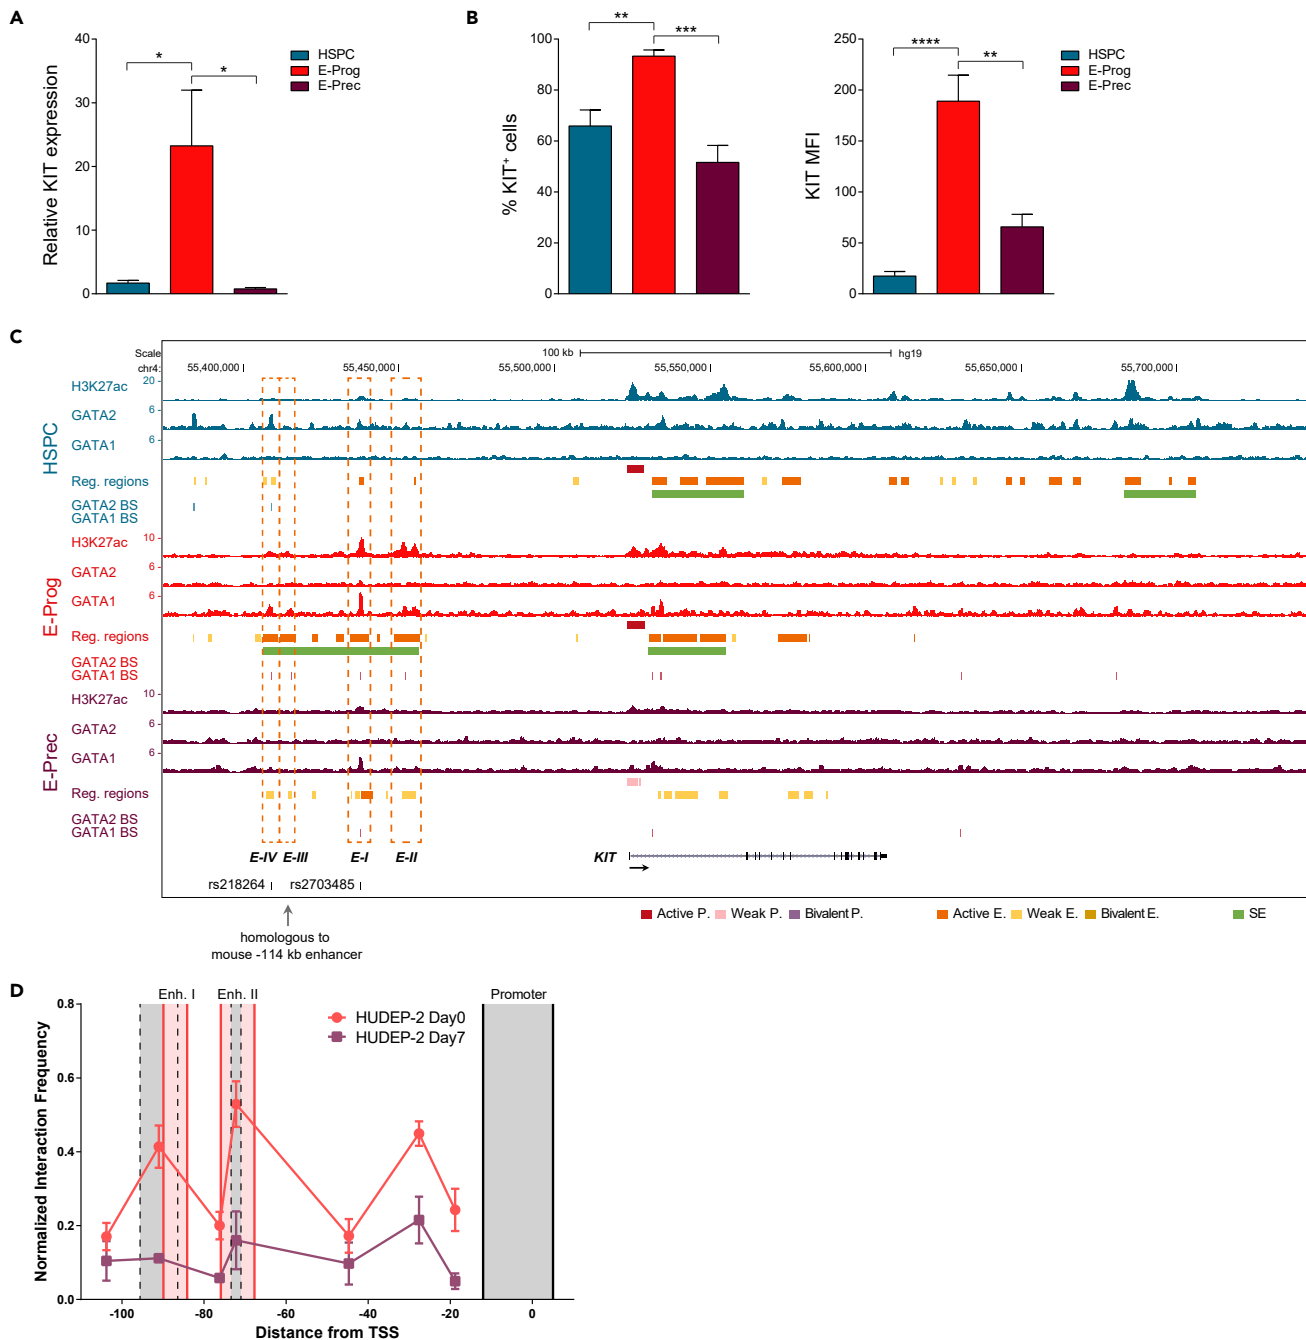 A
B
40
30
20
10
0
Relative KIT expression
*
*
HSPC
E-Prog
E-Prec
100
80
60
40
20
0
% KIT+ cells
**
***
250
200
150
100
50
0
KIT MFI
****
**
HSPC
E-Prog
E-Prec
C
Scale
100 kb
hg19
chr4:
55,400,000
55,450,000
55,500,000
55,550,000
55,600,000
55,650,000
55,700,000
HSPC
H3K27ac
20
GATA2
6
GATA1
6
Reg. regions
GATA2 BS
GATA1 BS
E-Prog
H3K27ac
10
GATA2
6
GATA1
6
Reg. regions
GATA2 BS
GATA1 BS
E-Prec
H3K27ac
10
GATA2
6
GATA1
6
Reg. regions
GATA2 BS
GATA1 BS
E-IV E-III E-I E-II KIT
rs218264 rs2703485
Active P. Weak P. Bivalent P. Active E. Weak E. Bivalent E. SE
homologous to
mouse -114 kb enhancer
D
Enh. I Enh. II Promoter
0.8
0.6
0.4
0.2
0.0
Normalized Interaction Frequency
HUDEP-2 Day0
HUDEP-2 Day7
-100 -80 -60 -40 -20 0
Distance from TSS